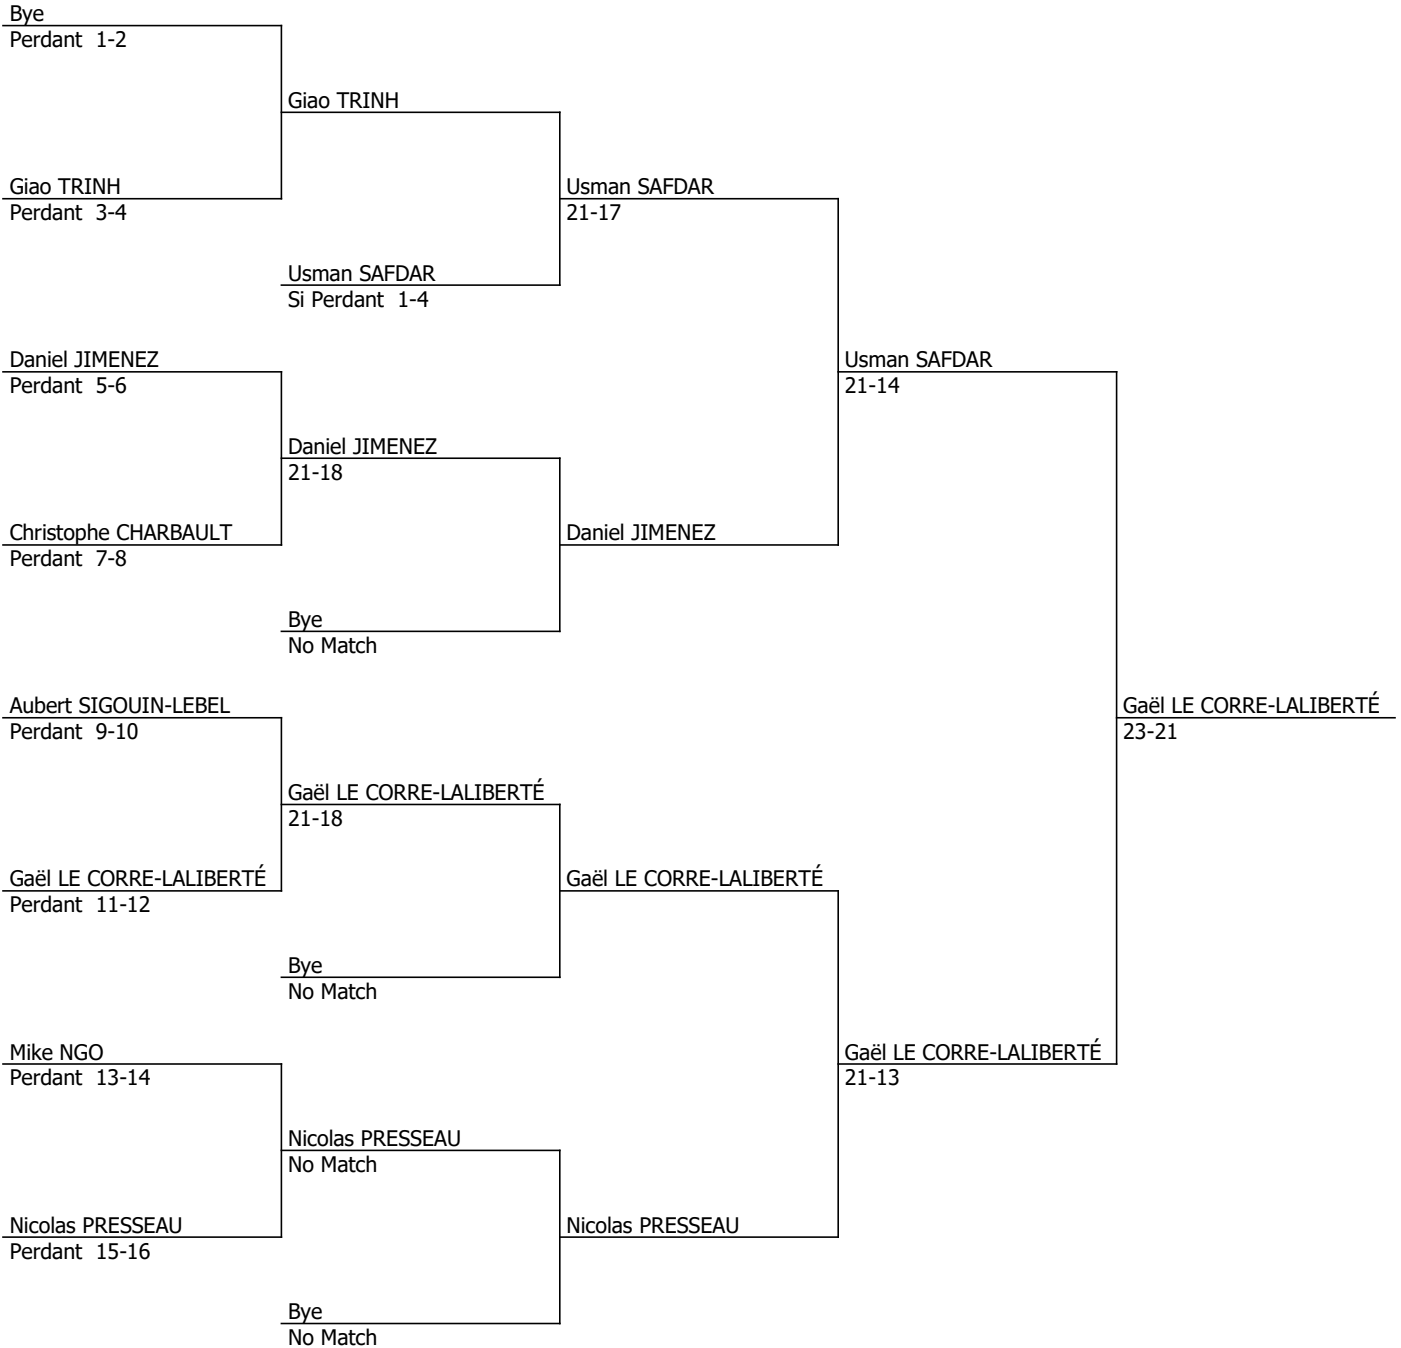 Bye
Perdant 1-2
Giao TRINH
Giao TRINH
Perdant 3-4
Usman SAFDAR
21-17
Usman SAFDAR
Si Perdant 1-4
Daniel JIMENEZ
Perdant 5-6
Usman SAFDAR
21-14
Daniel JIMENEZ
21-18
Christophe CHARBAULT
Perdant 7-8
Daniel JIMENEZ
Bye
No Match
Aubert SIGOUIN-LEBEL
Perdant 9-10
Gaël LE CORRE-LALIBERTÉ
23-21
Gaël LE CORRE-LALIBERTÉ
21-18
Gaël LE CORRE-LALIBERTÉ
Perdant 11-12
Gaël LE CORRE-LALIBERTÉ
Bye
No Match
Mike NGO
Perdant 13-14
Gaël LE CORRE-LALIBERTÉ
21-13
Nicolas PRESSEAU
No Match
Nicolas PRESSEAU
Perdant 15-16
Nicolas PRESSEAU
Bye
No Match